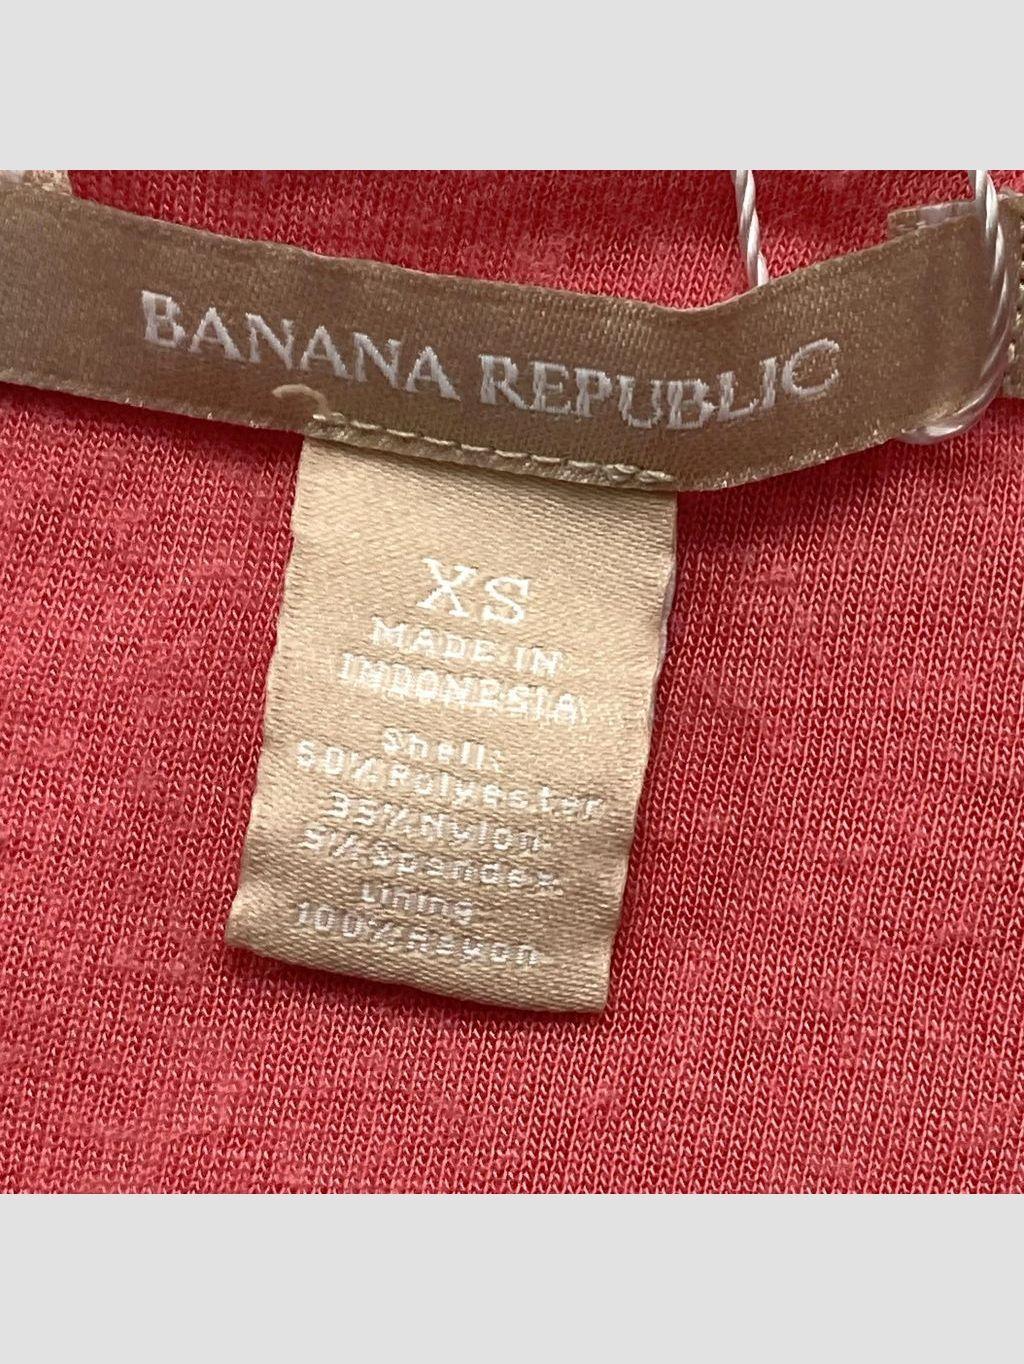 BANANA REPUBLIC
XS
MADE IN
INDONESIA
Shell:
60% Polyester
35% Nylon
5% Spandex
Lining
100% Rayon